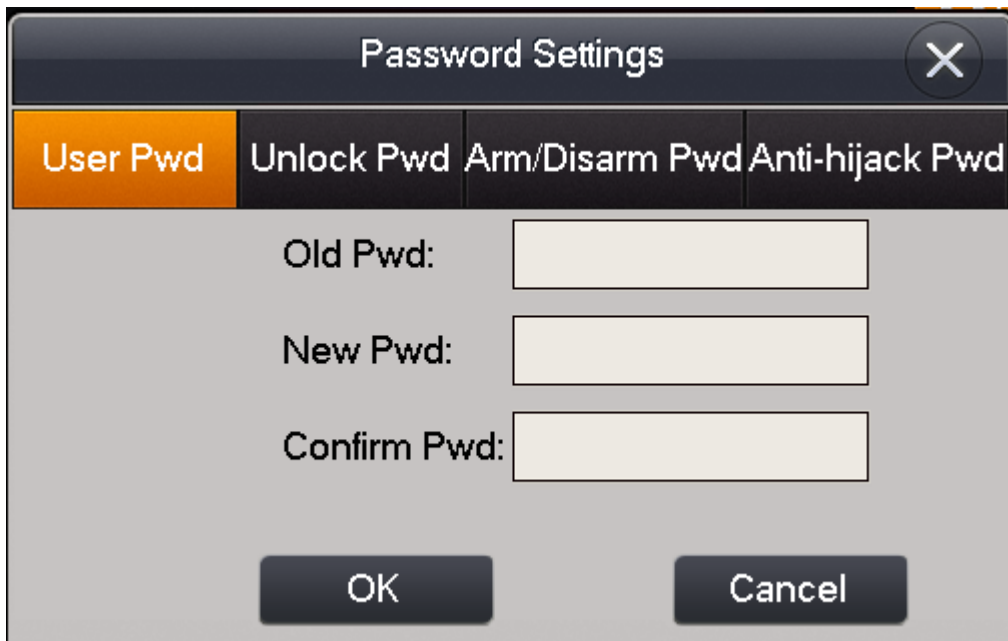 Password Settings
User Pwd Unlock Pwd Arm/Disarm Pwd Anti-hijack Pwd
Old Pwd:
New Pwd:
Confirm Pwd:
OK Cancel